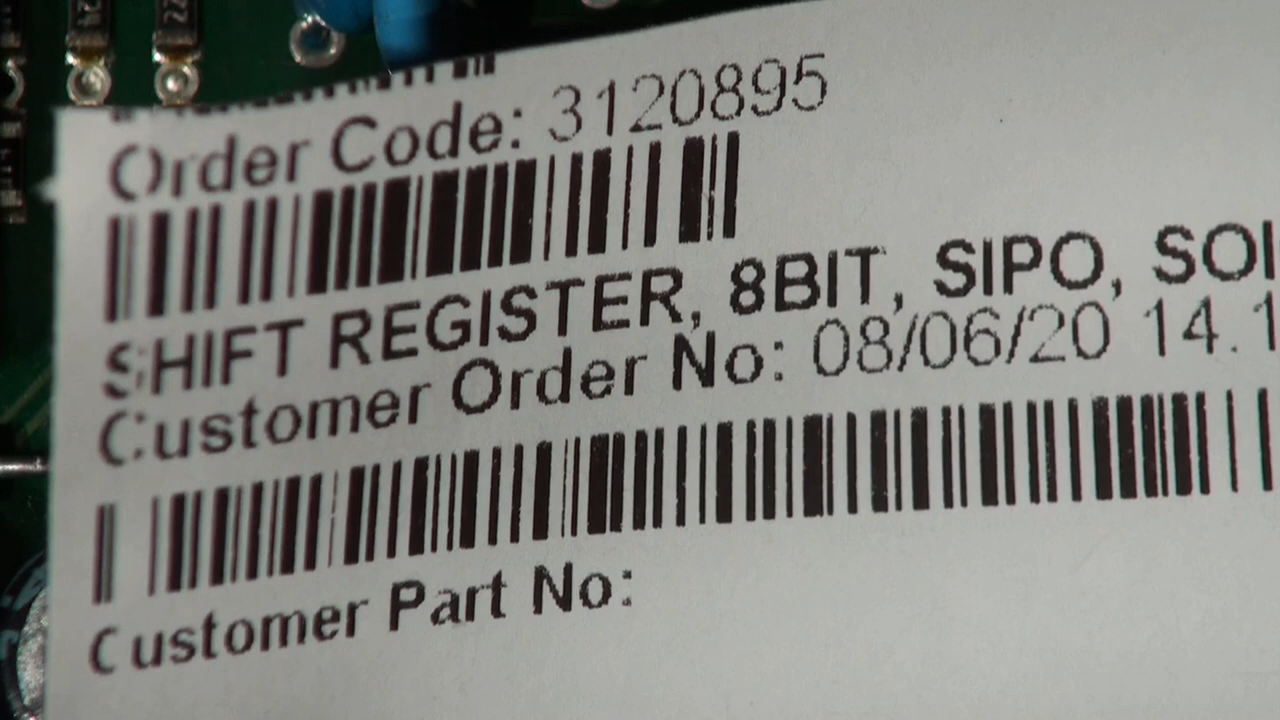 Order Code: 3120895
SHIFT REGISTER, 8BIT, SIPO, SOI
Customer Order No: 08/06/20 14.1
Customer Part No: